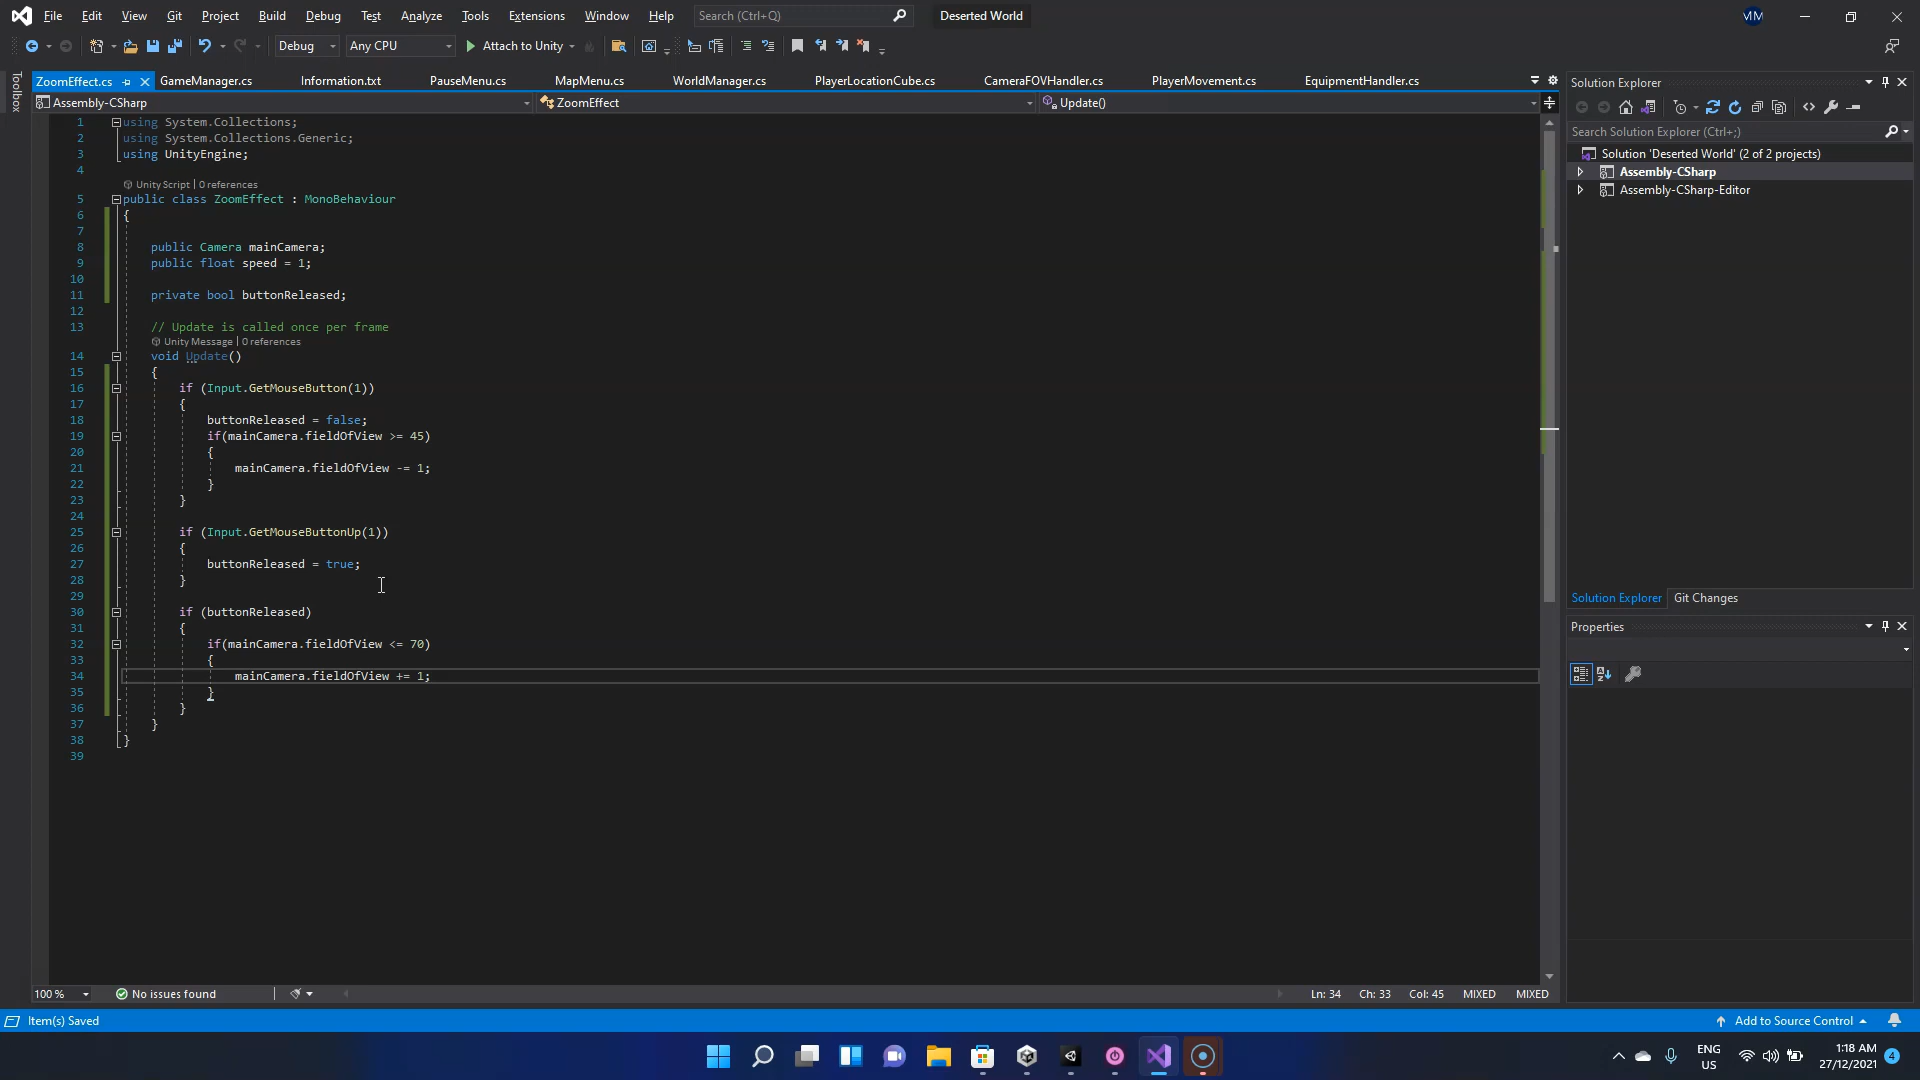 File Edit View Git Project Build Debug Test Analyze Tools Extensions Window Help Search (Ctrl+Q) Deserted World MM
Debug Any CPU Attach to Unity
ZoomEffect.cs GameManager.cs Information.txt PauseMenu.cs MapMenu.cs WorldManager.cs PlayerLocationCube.cs CameraFOVHandler.cs PlayerMovement.cs EquipmentHandler.cs
Toolbox
Assembly-CSharp ZoomEffect Update()
1 using System.Collections;
2 using System.Collections.Generic;
3 using UnityEngine;
4
Unity Script | 0 references
5 public class ZoomEffect : MonoBehaviour
6 {
7
8 public Camera mainCamera;
9 public float speed = 1;
10
11 private bool buttonReleased;
12
13 // Update is called once per frame
Unity Message | 0 references
14 void Update()
15 {
16 if (Input.GetMouseButton(1))
17 {
18 buttonReleased = false;
19 if(mainCamera.fieldOfView >= 45)
20 {
21 mainCamera.fieldOfView -= 1;
22 }
23 }
24
25 if (Input.GetMouseButtonUp(1))
26 {
27 buttonReleased = true;
28 }
29
30 if (buttonReleased)
31 {
32 if(mainCamera.fieldOfView <= 70)
33 {
34 mainCamera.fieldOfView += 1;
35 }
36 }
37 }
38 }
39
100 % No issues found Ln: 34 Ch: 33 Col: 45 MIXED MIXED
Solution Explorer
Search Solution Explorer (Ctrl+;)
Solution 'Deserted World' (2 of 2 projects)
Assembly-CSharp
Assembly-CSharp-Editor
Solution Explorer Git Changes
Properties
Item(s) Saved Add to Source Control
ENG
US
1:18 AM
27/12/2021
4